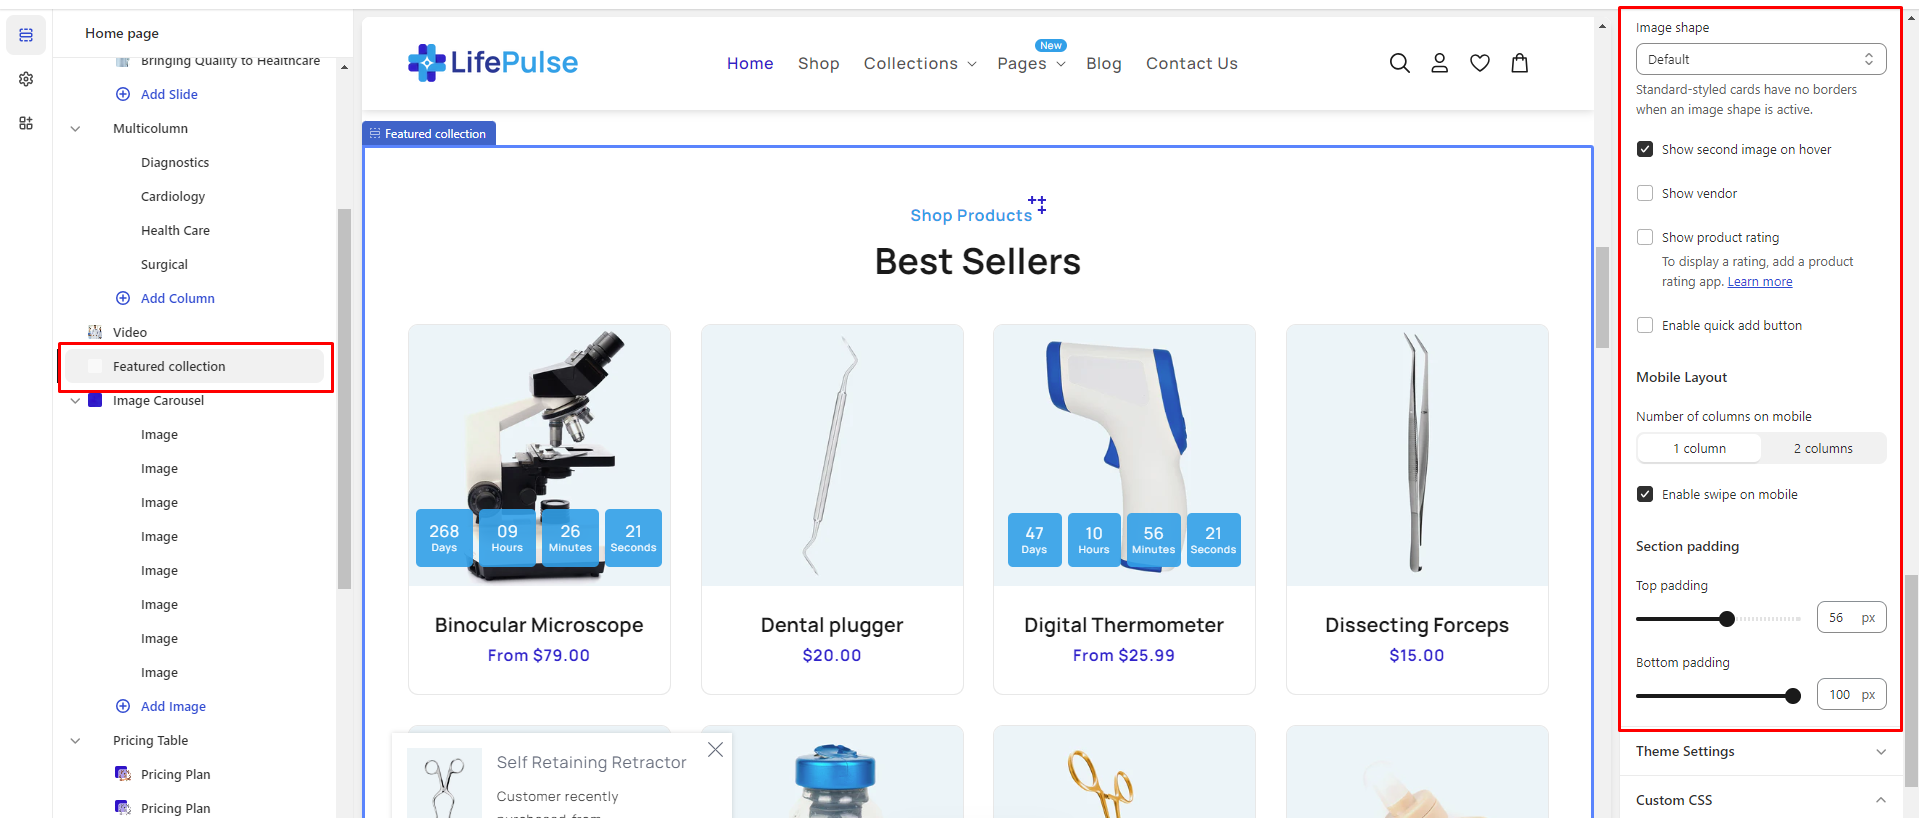 Home page
Bringing Quality to Healthcare
Add Slide
Multicolumn
Diagnostics
Cardiology
Health Care
Surgical
Add Column
Video
Featured collection
Image Carousel
Image
Image
Image
Image
Image
Image
Image
Image
Add Image
Pricing Table
Pricing Plan
Pricing Plan
LifePulse
Home
Shop
Collections
New
Pages
Blog
Contact Us
Featured collection
Shop Products
Best Sellers
268 Days
09 Hours
26 Minutes
21 Seconds
Binocular Microscope
From $79.00
Dental plugger
$20.00
47 Days
10 Hours
56 Minutes
21 Seconds
Digital Thermometer
From $25.99
Dissecting Forceps
$15.00
Self Retaining Retractor
Customer recently
purchased from
Image shape
Default
Standard-styled cards have no borders
when an image shape is active.
Show second image on hover
Show vendor
Show product rating
To display a rating, add a product
rating app. Learn more
Enable quick add button
Mobile Layout
Number of columns on mobile
1 column
2 columns
Enable swipe on mobile
Section padding
Top padding
56 px
Bottom padding
100 px
Theme Settings
Custom CSS